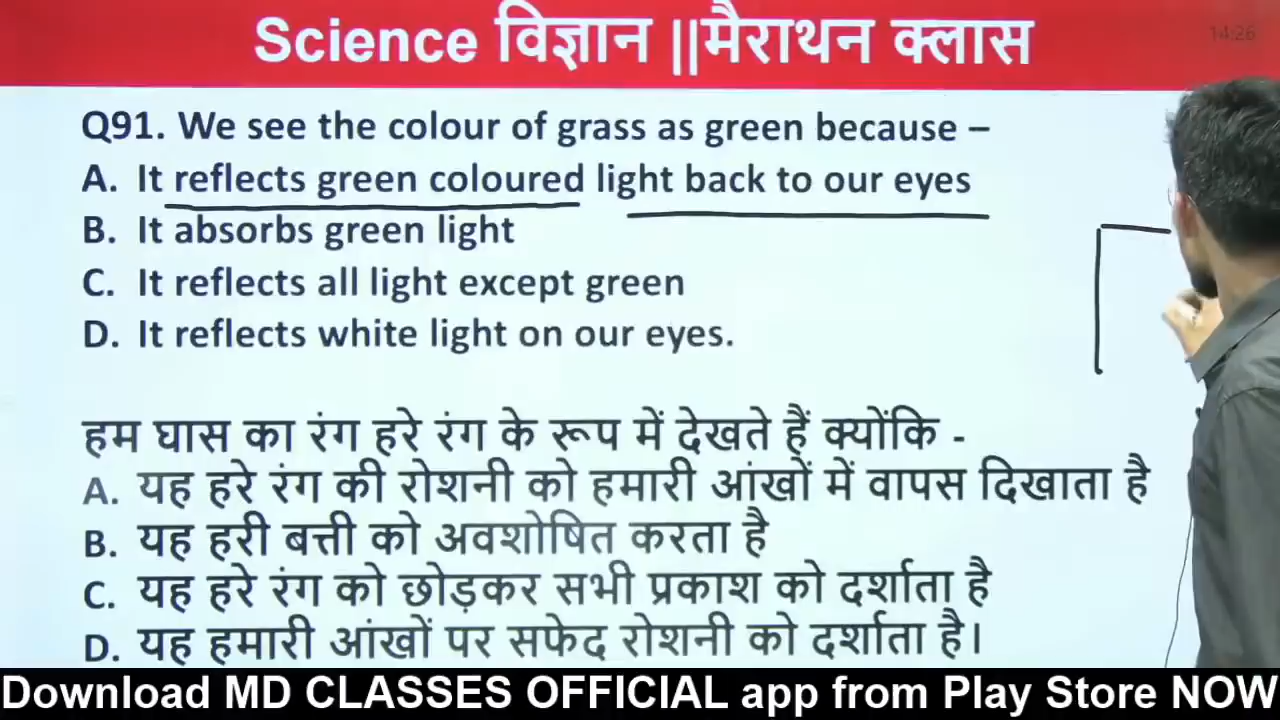 Science विज्ञान ||मैराथन क्लास
14:26
Q91. We see the colour of grass as green because –
A. It reflects green coloured light back to our eyes
B. It absorbs green light
C. It reflects all light except green
D. It reflects white light on our eyes.
हम घास का रंग हरे रंग के रूप में देखते हैं क्योंकि -
A. यह हरे रंग की रोशनी को हमारी आंखों में वापस दिखाता है
B. यह हरी बत्ती को अवशोषित करता है
C. यह हरे रंग को छोड़कर सभी प्रकाश को दर्शाता है
D. यह हमारी आंखों पर सफेद रोशनी को दर्शाता है।
Download MD CLASSES OFFICIAL app from Play Store NOW